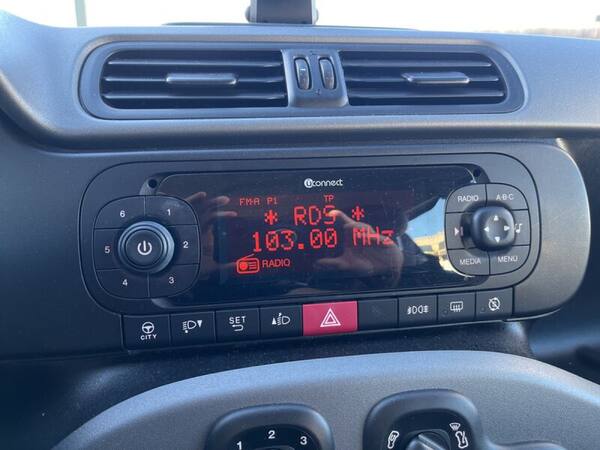 uconnect
FM-A P1 TP
* RDS *
103.00 MHz
RADIO
6 1
5 2
4 3
RADIO A-B-C
MEDIA MENU
CITY
SET
1 2 3